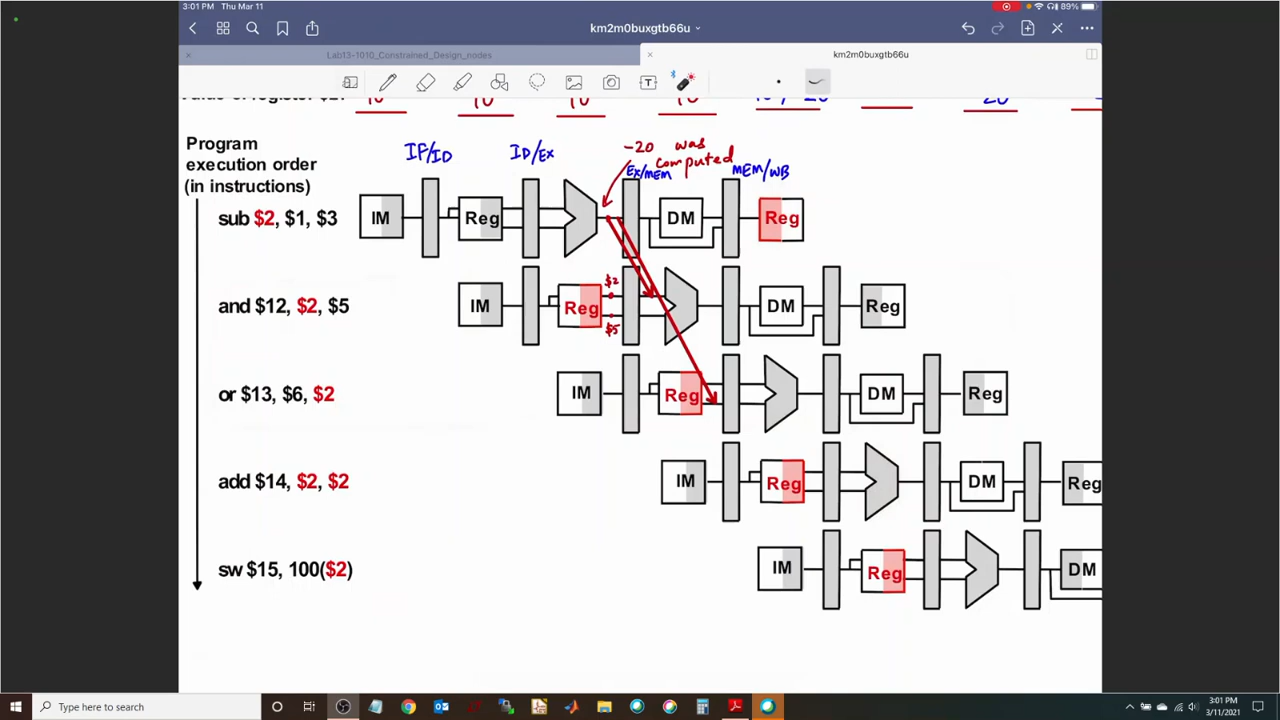 3:01 PM Thu Mar 11
89%
km2m0buxgtb66u
Lab13-1010_Constrained_Design_nodes
km2m0buxgtb66u
10 10 10 10 20
Program
execution order
(in instructions)
IF/ID
ID/EX
-20 was
computed
EX/MEM
MEM/WB
sub $2, $1, $3
IM Reg DM Reg
$2
and $12, $2, $5
IM Reg DM Reg
$5
or $13, $6, $2
IM Reg DM Reg
add $14, $2, $2
IM Reg DM Reg
sw $15, 100($2)
IM Reg DM
Type here to search
3:01 PM
3/11/2021